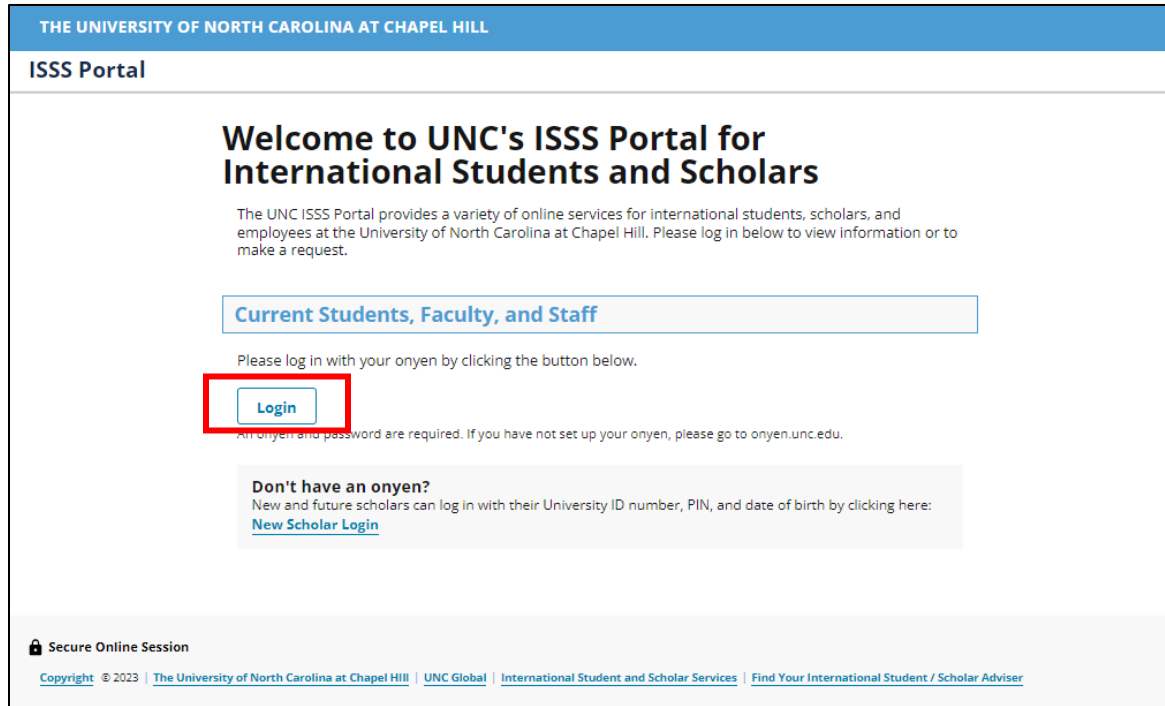 THE UNIVERSITY OF NORTH CAROLINA AT CHAPEL HILL
ISSS Portal
Welcome to UNC's ISSS Portal for
International Students and Scholars
The UNC ISSS Portal provides a variety of online services for international students, scholars, and
employees at the University of North Carolina at Chapel Hill. Please log in below to view information or to
make a request.
Current Students, Faculty, and Staff
Please log in with your onyen by clicking the button below.
Login
An onyen and password are required. If you have not set up your onyen, please go to onyen.unc.edu.
Don't have an onyen?
New and future scholars can log in with their University ID number, PIN, and date of birth by clicking here:
New Scholar Login
Secure Online Session
Copyright © 2023 | The University of North Carolina at Chapel Hill | UNC Global | International Student and Scholar Services | Find Your International Student / Scholar Adviser